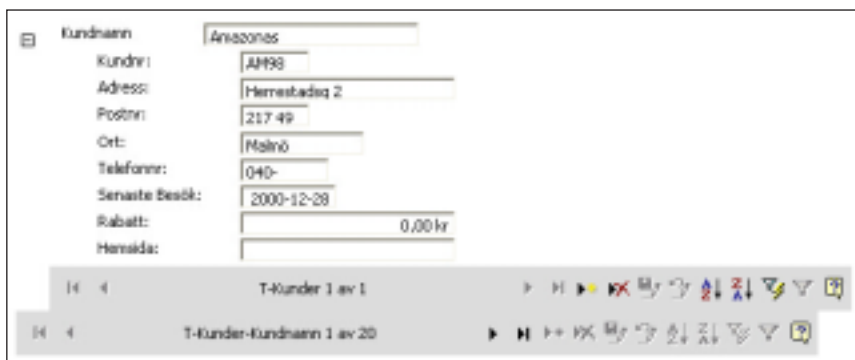 Kundnamn Amazonas
Kundnr: AM98
Adress: Herrestadsg 2
Postnr: 217 49
Ort: Malmö
Telefonnr: 040-
Senaste Besök: 2000-12-28
Rabatt: 0,00 kr
Hemsida:
T-Kunder 1 av 1
T-Kunder-Kundnamn 1 av 20